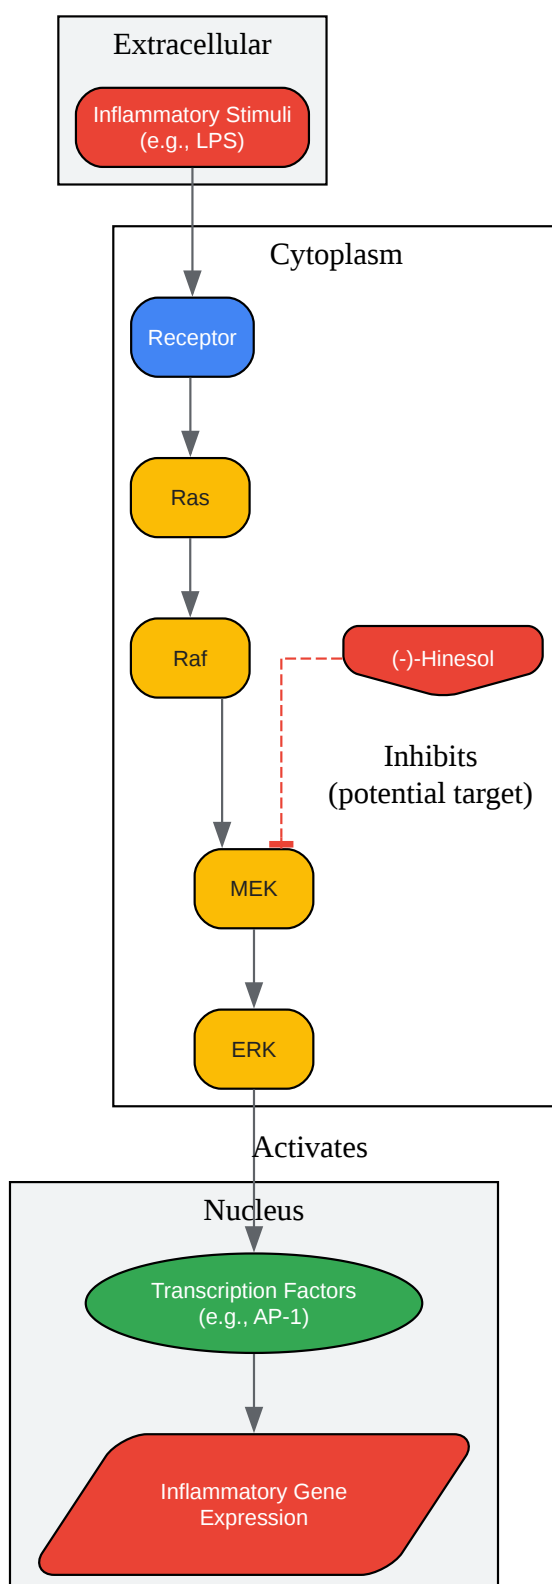 Extracellular
Inflammatory Stimuli
(e.g., LPS)
Cytoplasm
Receptor
Ras
Raf
(-)-Hinesol
Inhibits
(potential target)
MEK
ERK
Activates
Nucleus
Transcription Factors
(e.g., AP-1)
Inflammatory Gene
Expression